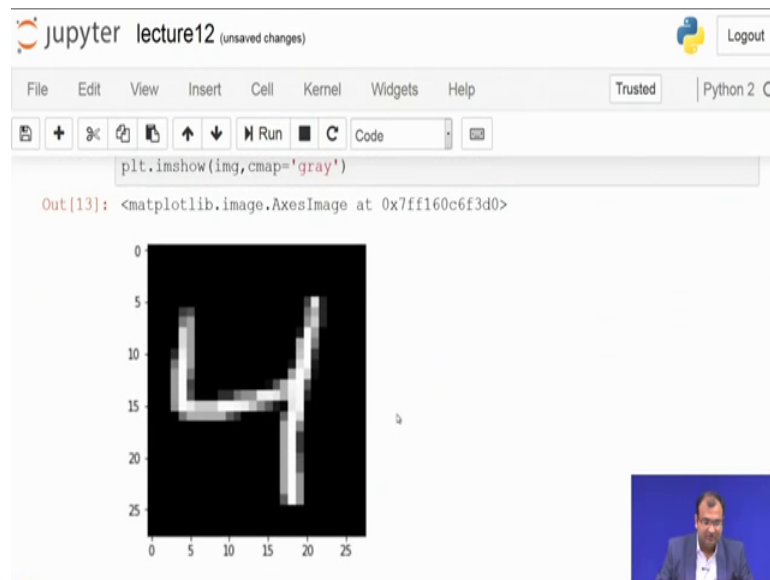 jupyter lecture12 (unsaved changes) Logout
File Edit View Insert Cell Kernel Widgets Help Trusted Python 2
Run Code
plt.imshow(img,cmap='gray')
Out[13]: <matplotlib.image.AxesImage at 0x7ff160c6f3d0>
0
5
10
15
20
25
0 5 10 15 20 25
4